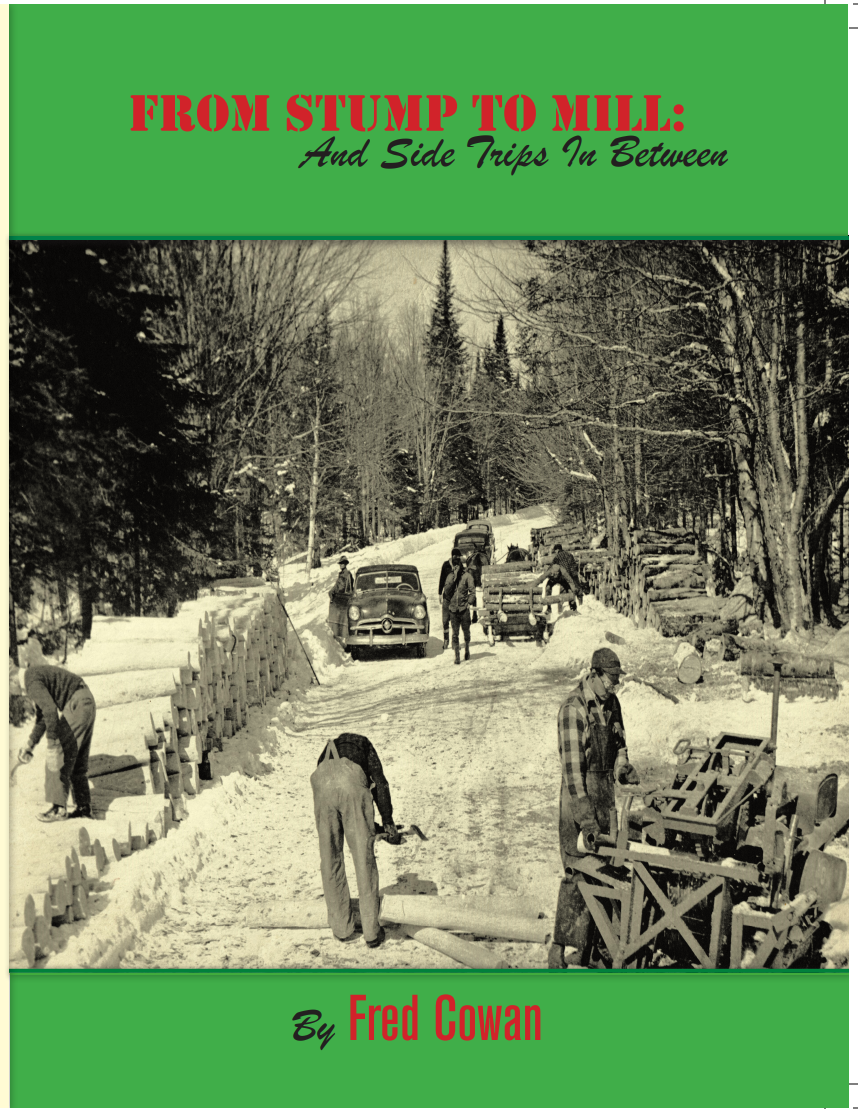 FROM STUMP TO MILL:
And Side Trips In Between
By Fred Cowan